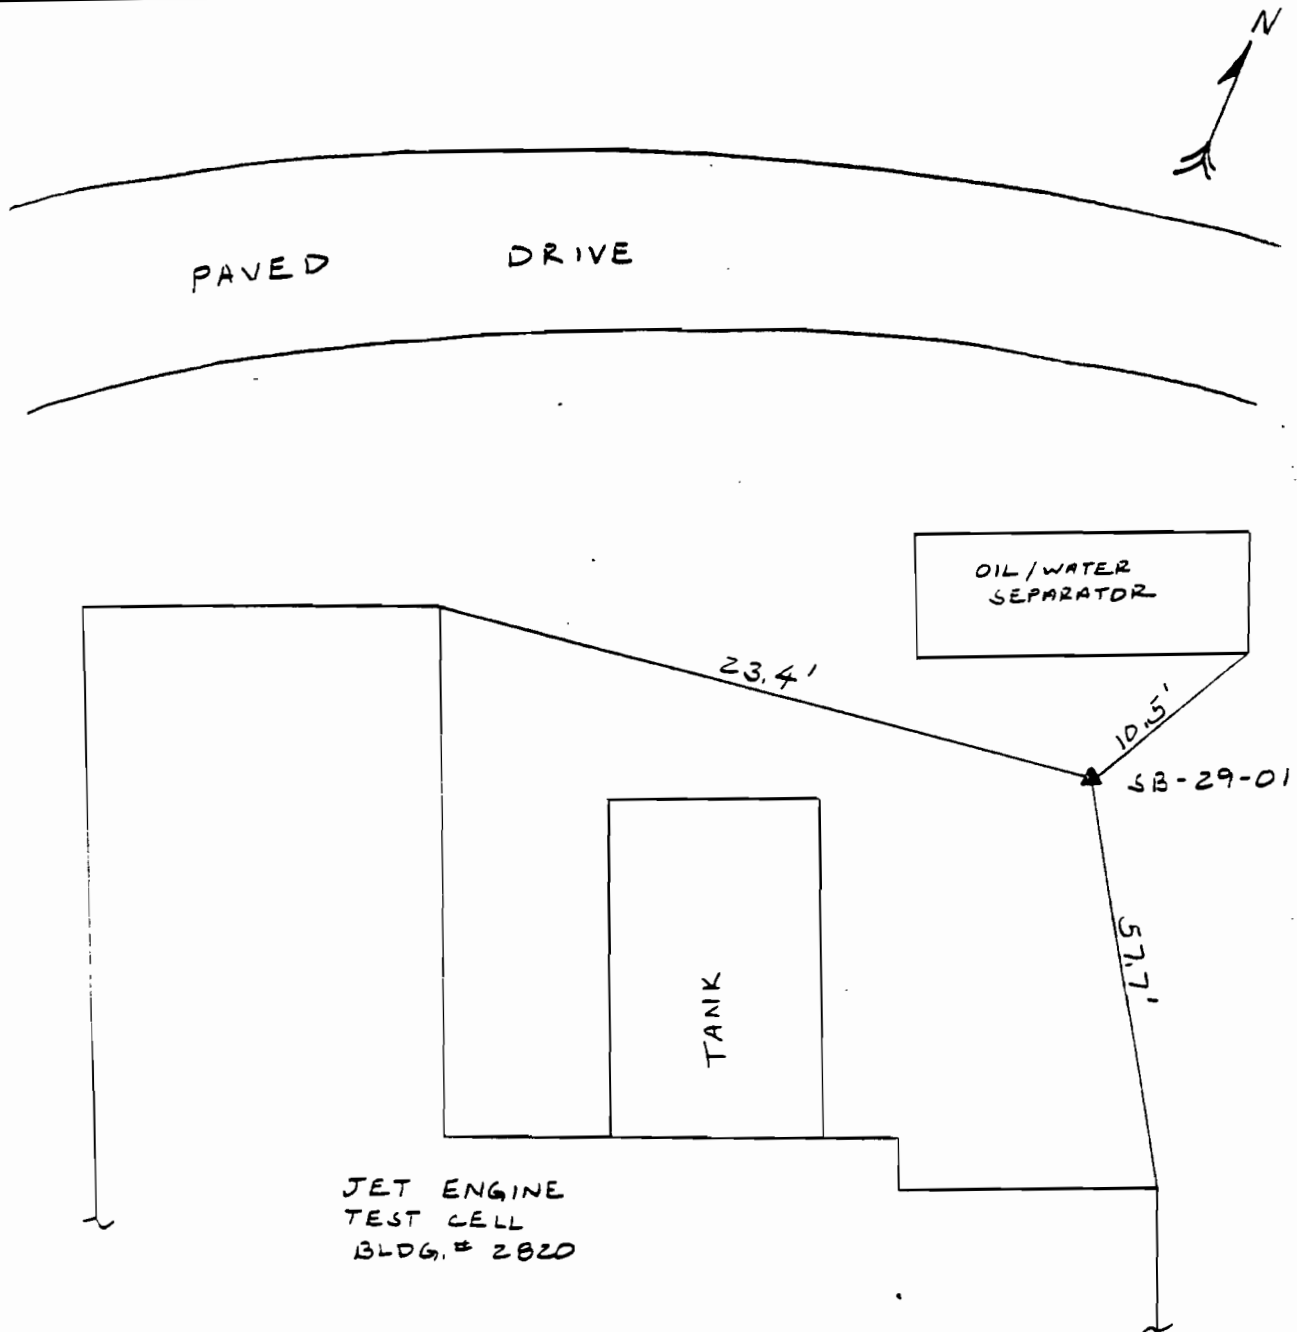 N
PAVED DRIVE
OIL/WATER
SEPARATOR
23.4'
10.5'
SB-29-01
57.7'
TANK
JET ENGINE
TEST CELL
BLDG.# 2820